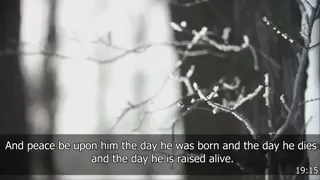 And peace be upon him the day he was born and the day he dies
and the day he is raised alive.
19:15